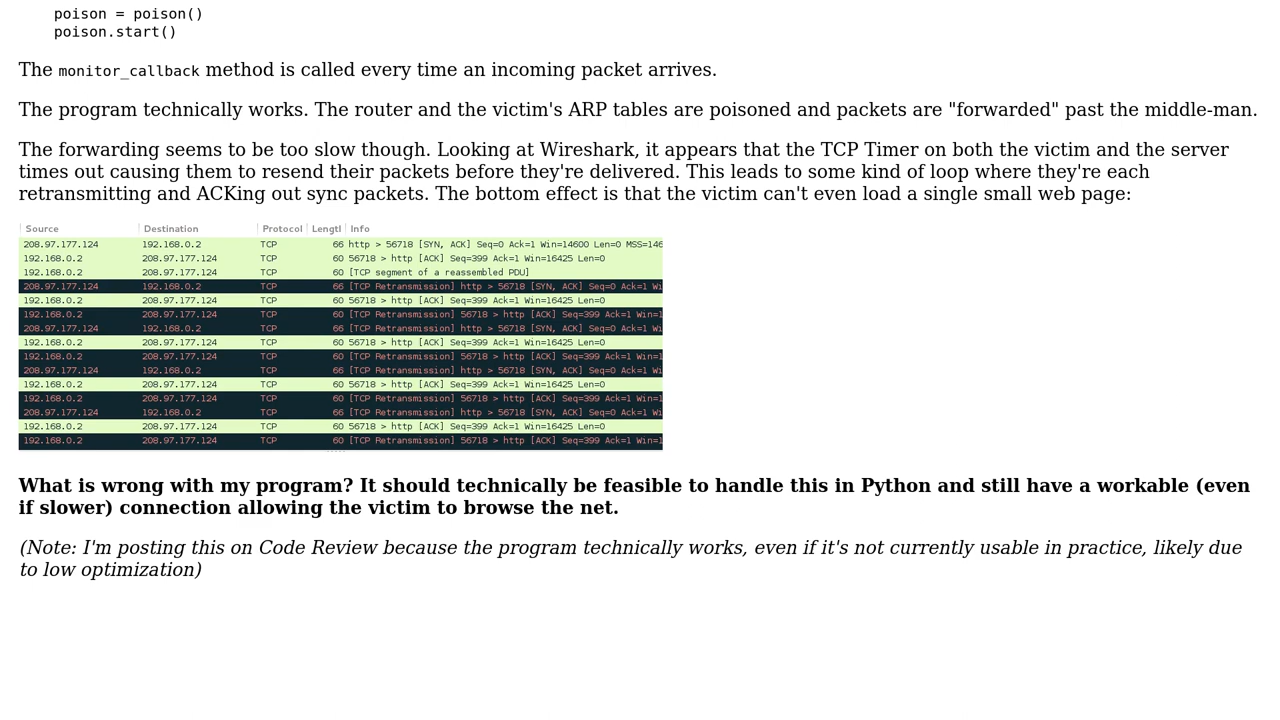 poison = poison()
poison.start()
The monitor_callback method is called every time an incoming packet arrives.
The program technically works. The router and the victim's ARP tables are poisoned and packets are "forwarded" past the middle-man.
The forwarding seems to be too slow though. Looking at Wireshark, it appears that the TCP Timer on both the victim and the server
times out causing them to resend their packets before they're delivered. This leads to some kind of loop where they're each
retransmitting and ACKing out sync packets. The bottom effect is that the victim can't even load a single small web page:
Source Destination Protocol Lengtl Info
208.97.177.124 192.168.0.2 TCP 66 http > 56718 [SYN, ACK] Seq=0 Ack=1 Win=14600 Len=0 MSS=146
192.168.0.2 208.97.177.124 TCP 60 56718 > http [ACK] Seq=399 Ack=1 Win=16425 Len=0
192.168.0.2 208.97.177.124 TCP 60 [TCP segment of a reassembled PDU]
208.97.177.124 192.168.0.2 TCP 66 [TCP Retransmission] http > 56718 [SYN, ACK] Seq=0 Ack=1 Wi
192.168.0.2 208.97.177.124 TCP 60 56718 > http [ACK] Seq=399 Ack=1 Win=16425 Len=0
192.168.0.2 208.97.177.124 TCP 60 [TCP Retransmission] 56718 > http [ACK] Seq=399 Ack=1 Win=1
208.97.177.124 192.168.0.2 TCP 66 [TCP Retransmission] http > 56718 [SYN, ACK] Seq=0 Ack=1 Wi
192.168.0.2 208.97.177.124 TCP 60 56718 > http [ACK] Seq=399 Ack=1 Win=16425 Len=0
192.168.0.2 208.97.177.124 TCP 60 [TCP Retransmission] 56718 > http [ACK] Seq=399 Ack=1 Win=1
208.97.177.124 192.168.0.2 TCP 66 [TCP Retransmission] http > 56718 [SYN, ACK] Seq=0 Ack=1 Wi
192.168.0.2 208.97.177.124 TCP 60 56718 > http [ACK] Seq=399 Ack=1 Win=16425 Len=0
192.168.0.2 208.97.177.124 TCP 60 [TCP Retransmission] 56718 > http [ACK] Seq=399 Ack=1 Win=1
208.97.177.124 192.168.0.2 TCP 66 [TCP Retransmission] http > 56718 [SYN, ACK] Seq=0 Ack=1 Wi
192.168.0.2 208.97.177.124 TCP 60 56718 > http [ACK] Seq=399 Ack=1 Win=16425 Len=0
192.168.0.2 208.97.177.124 TCP 60 [TCP Retransmission] 56718 > http [ACK] Seq=399 Ack=1 Win=1
What is wrong with my program? It should technically be feasible to handle this in Python and still have a workable (even
if slower) connection allowing the victim to browse the net.
(Note: I'm posting this on Code Review because the program technically works, even if it's not currently usable in practice, likely due
to low optimization)